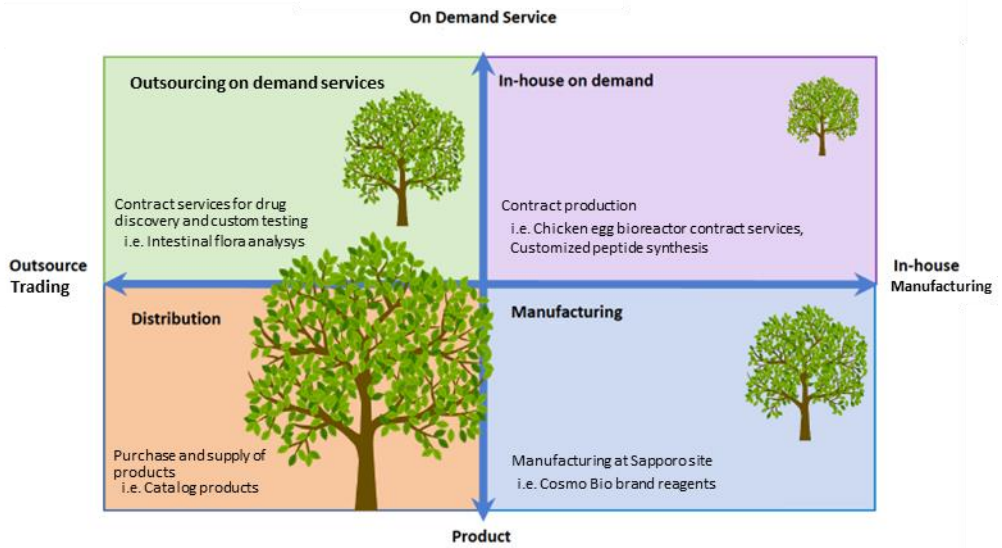 On Demand Service
Outsourcing on demand services
In-house on demand
Contract services for drug
discovery and custom testing
i.e. Intestinal flora analysys
Contract production
i.e. Chicken egg bioreactor contract services,
Customized peptide synthesis
Outsource
Trading
In-house
Manufacturing
Distribution
Manufacturing
Purchase and supply of
products
i.e. Catalog products
Manufacturing at Sapporo site
i.e. Cosmo Bio brand reagents
Product